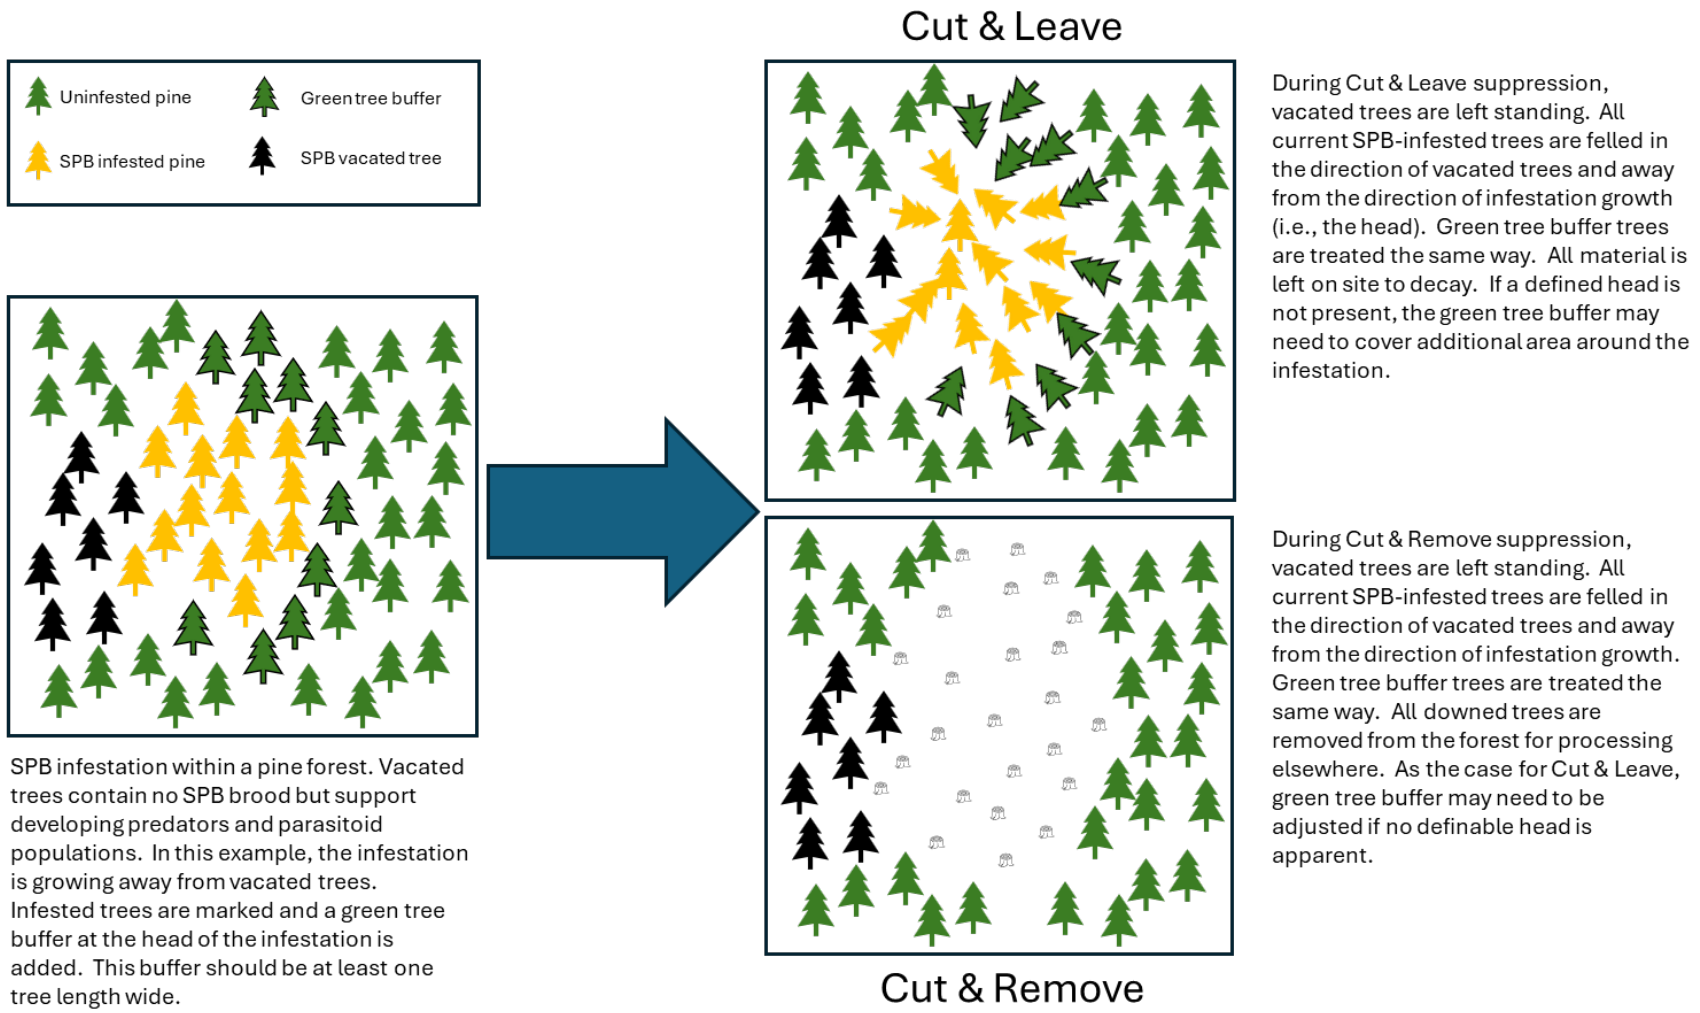 Cut & Leave
Uninfested pine
Green tree buffer
SPB infested pine
SPB vacated tree
During Cut & Leave suppression,
vacated trees are left standing. All
current SPB-infested trees are felled in
the direction of vacated trees and away
from the direction of infestation growth
(i.e., the head). Green tree buffer trees
are treated the same way. All material is
left on site to decay. If a defined head is
not present, the green tree buffer may
need to cover additional area around the
infestation.
SPB infestation within a pine forest. Vacated
trees contain no SPB brood but support
developing predators and parasitoid
populations. In this example, the infestation
is growing away from vacated trees.
Infested trees are marked and a green tree
buffer at the head of the infestation is
added. This buffer should be at least one
tree length wide.
During Cut & Remove suppression,
vacated trees are left standing. All
current SPB-infested trees are felled in
the direction of vacated trees and away
from the direction of infestation growth.
Green tree buffer trees are treated the
same way. All downed trees are
removed from the forest for processing
elsewhere. As the case for Cut & Leave,
green tree buffer may need to be
adjusted if no definable head is
apparent.
Cut & Remove